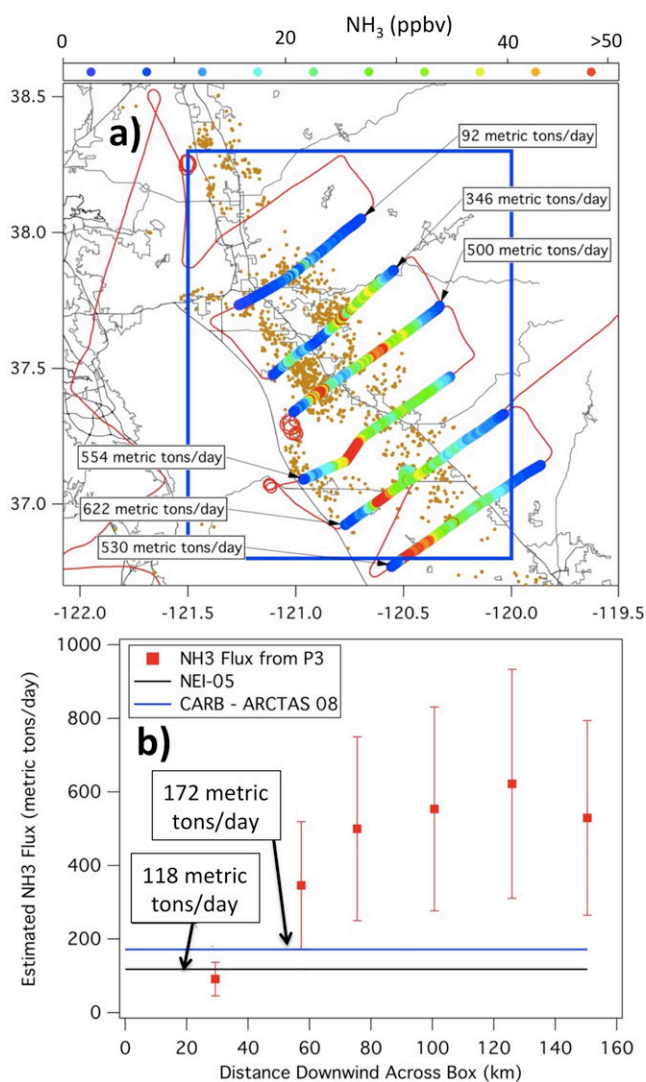 NH3 (ppbv)
0 20 40 >50
a)
38.5
38.0
37.5
37.0
92 metric tons/day
346 metric tons/day
500 metric tons/day
554 metric tons/day
622 metric tons/day
530 metric tons/day
-122.0 -121.5 -121.0 -120.5 -120.0 -119.5
b)
NH3 Flux from P3
NEI-05
CARB - ARCTAS 08
172 metric
tons/day
118 metric
tons/day
Estimated NH3 Flux (metric tons/day)
1000
800
600
400
200
0
0 20 40 60 80 100 120 140 160
Distance Downwind Across Box (km)